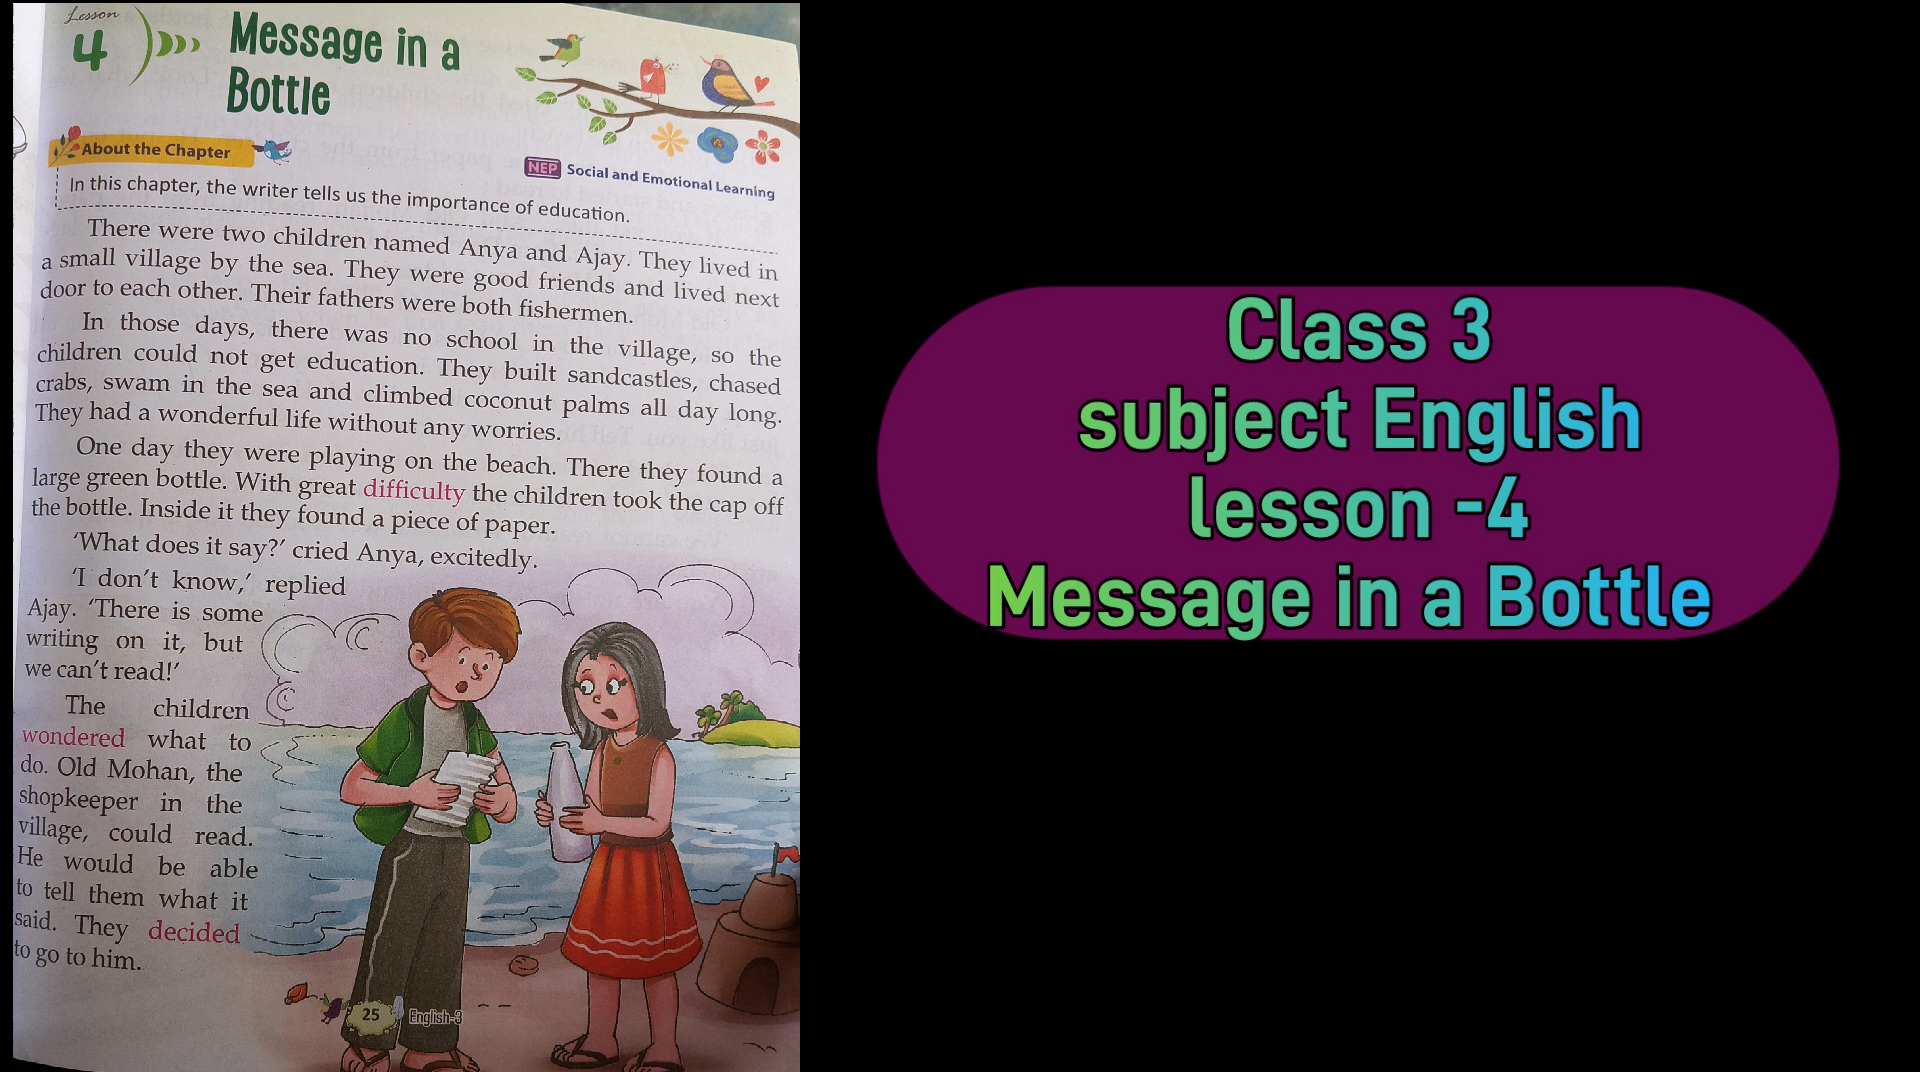 Lesson
4
Message in a
Bottle
About the Chapter
NEP Social and Emotional Learning
In this chapter, the writer tells us the importance of education.
There were two children named Anya and Ajay. They lived in
a small village by the sea. They were good friends and lived next
door to each other. Their fathers were both fishermen.
In those days, there was no school in the village, so the
children could not get education. They built sandcastles, chased
crabs, swam in the sea and climbed coconut palms all day long.
They had a wonderful life without any worries.
One day they were playing on the beach. There they found a
large green bottle. With great difficulty the children took the cap off
the bottle. Inside it they found a piece of paper.
‘What does it say?’ cried Anya, excitedly.
‘I don’t know,’ replied
Ajay. ‘There is some
writing on it, but
we can’t read!’
The children
wondered what to
do. Old Mohan, the
shopkeeper in the
village, could read.
He would be able
to tell them what it
said. They decided
to go to him.
25
English-3
Class 3
subject English
lesson -4
Message in a Bottle